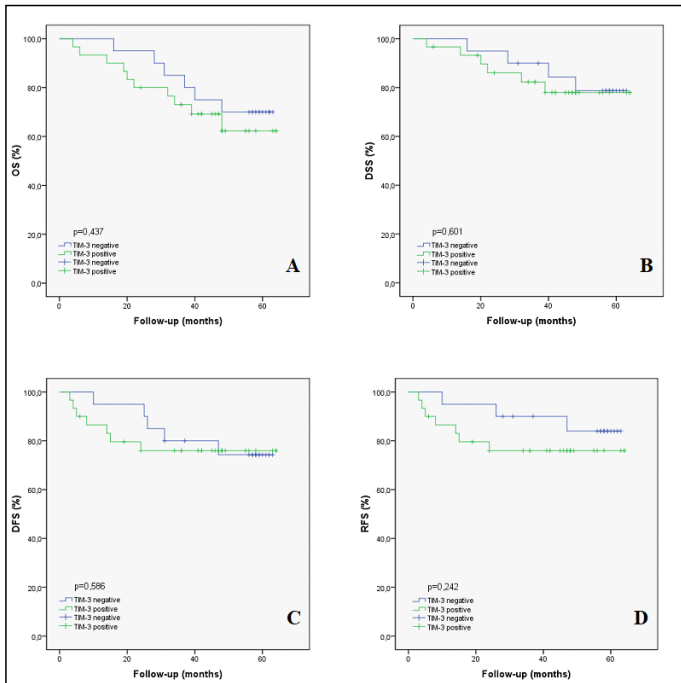 100,0
80,0
60,0
40,0
20,0
0,0
OS (%)
p=0,437
TIM-3 negative
TIM-3 positive
TIM-3 negative
TIM-3 positive
A
0 20 40 60
Follow-up (months)
100,0
80,0
60,0
40,0
20,0
0,0
DSS (%)
p=0,601
TIM-3 negative
TIM-3 positive
TIM-3 negative
TIM-3 positive
B
0 20 40 60
Follow-up (months)
100,0
80,0
60,0
40,0
20,0
0,0
DFS (%)
p=0,586
TIM-3 negative
TIM-3 positive
TIM-3 negative
TIM-3 positive
C
0 20 40 60
Follow-up (months)
100,0
80,0
60,0
40,0
20,0
0,0
RFS (%)
p=0,242
TIM-3 negative
TIM-3 positive
TIM-3 negative
TIM-3 positive
D
0 20 40 60
Follow-up (months)